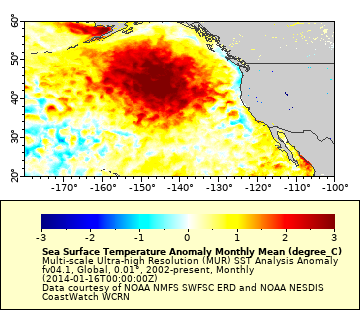 60°
50°
40°
30°
20°
-170° -160° -150° -140° -130° -120° -110° -100°
-3 -2 -1 0 1 2 3
Sea Surface Temperature Anomaly Monthly Mean (degree_C)
Multi-scale Ultra-high Resolution (MUR) SST Analysis Anomaly
fv04.1, Global, 0.01°, 2002-present, Monthly
(2014-01-16T00:00:00Z)
Data courtesy of NOAA NMFS SWFSC ERD and NOAA NESDIS
CoastWatch WCRN